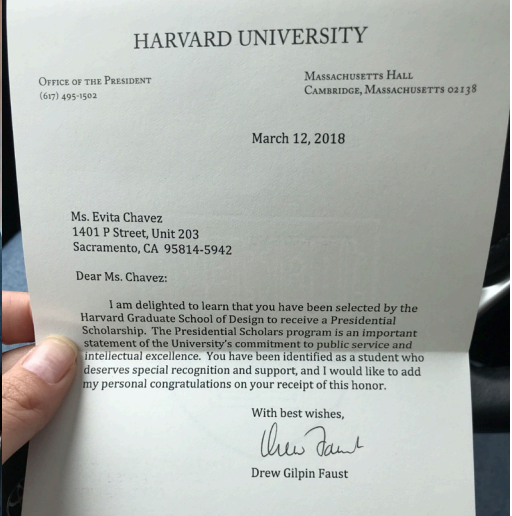 HARVARD UNIVERSITY
OFFICE OF THE PRESIDENT
(617) 495-1502
MASSACHUSETTS HALL
CAMBRIDGE, MASSACHUSETTS 02138
March 12, 2018
Ms. Evita Chavez
1401 P Street, Unit 203
Sacramento, CA 95814-5942
Dear Ms. Chavez:
I am delighted to learn that you have been selected by the
Harvard Graduate School of Design to receive a Presidential
Scholarship. The Presidential Scholars program is an important
statement of the University's commitment to public service and
intellectual excellence. You have been identified as a student who
deserves special recognition and support, and I would like to add
my personal congratulations on your receipt of this honor.
With best wishes,
Drew Faust
Drew Gilpin Faust